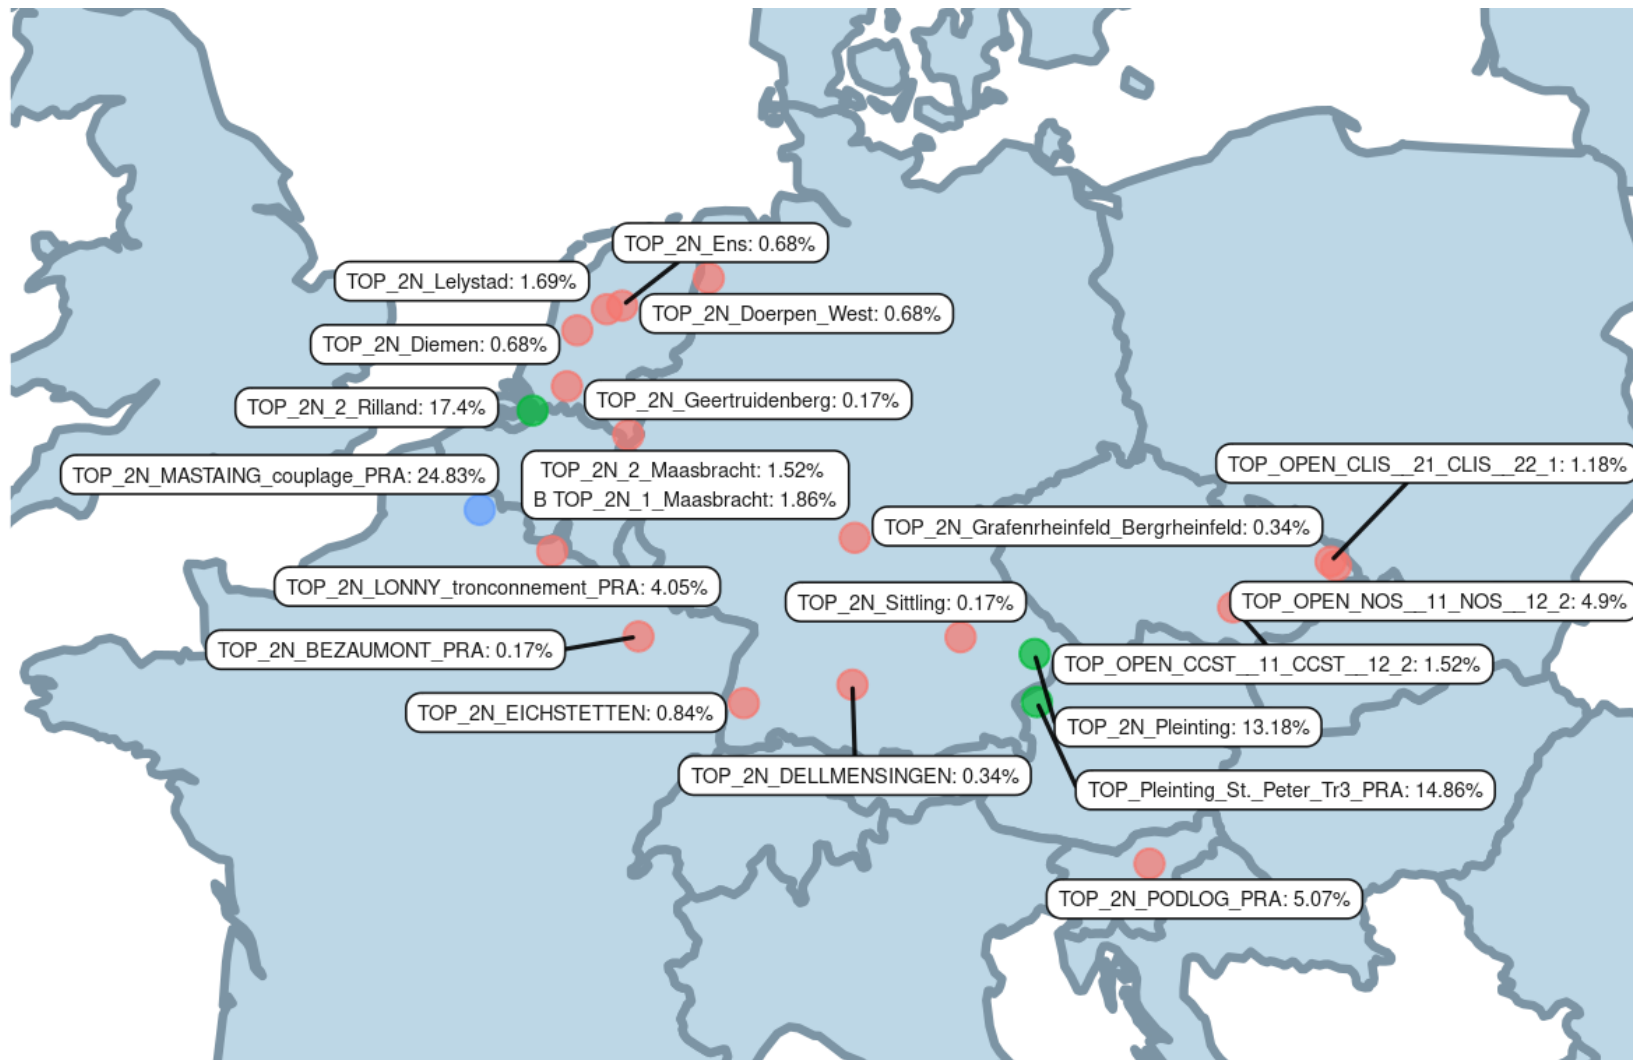 TOP_2N_Ens: 0.68%
TOP_2N_Lelystad: 1.69%
TOP_2N_Doerpen_West: 0.68%
TOP_2N_Diemen: 0.68%
TOP_2N_Geertruidenberg: 0.17%
TOP_2N_2_Rilland: 17.4%
TOP_OPEN_CLIS__21_CLIS__22_1: 1.18%
TOP_2N_MASTAING_couplage_PRA: 24.83%
TOP_2N_2_Maasbracht: 1.52%
B TOP_2N_1_Maasbracht: 1.86%
TOP_2N_Grafenrheinfeld_Bergrheinfeld: 0.34%
TOP_2N_LONNY_tronconnement_PRA: 4.05%
TOP_2N_Sittling: 0.17%
TOP_OPEN_NOS__11_NOS__12_2: 4.9%
TOP_2N_BEZAUMONT_PRA: 0.17%
TOP_OPEN_CCST__11_CCST__12_2: 1.52%
TOP_2N_EICHSTETTEN: 0.84%
TOP_2N_Pleinting: 13.18%
TOP_2N_DELLMENSINGEN: 0.34%
TOP_Pleinting_St._Peter_Tr3_PRA: 14.86%
TOP_2N_PODLOG_PRA: 5.07%